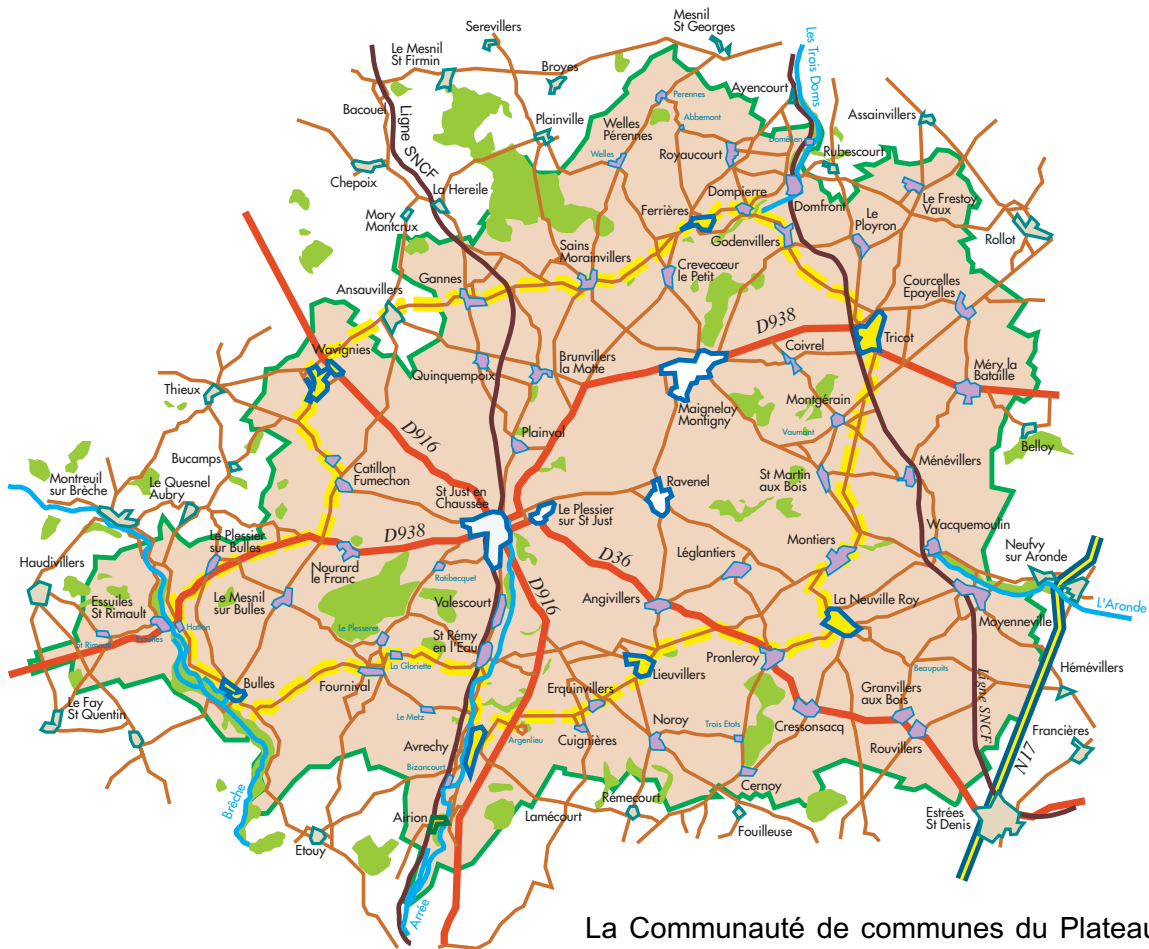 Serevillers
Mesnil
St Georges
Le Mesnil
St Firmin
Broyes
Les Trois Doms
Perennes
Ayencourt
Bacouel
Ligne SNCF
Plainville
Welles
Pérennes
Abbemont
Assainvillers
Welles
Royaucourt
Domélien
Rubescourt
Chepoix
La Hereile
Dompierre
Domfront
Le Frestoy
Vaux
Mory
Montcrux
Ferrières
Le
Ployron
Rollot
Godenvillers
Sains
Morainvillers
Crevecœur
le Petit
Gannes
Courcelles
Epayelles
Ansauvillers
D938
Tricot
Wavignies
Coivrel
Brunvillers
la Motte
Quinquempoix
Méry la
Bataille
Thieux
Maignelay
Montigny
Montgérain
D916
Plainval
Vaumont
Belloy
Bucamps
Catillon
Fumechon
St Martin
aux Bois
Ménévillers
Montreuil
sur Brèche
Le Quesnel
Aubry
St Just en
Chaussée
Ravenel
Le Plessier
sur St Just
Wacquemoulin
Le Plessier
sur Bulles
D938
Neufvy
sur Aronde
Haudivillers
Nourard
le Franc
D36
Léglantiers
Montiers
Rotibecquet
Essuiles
St Rimault
Le Mesnil
sur Bulles
Valescourt
D916
Angivillers
La Neuville Roy
L'Aronde
Moyenneville
St Rimault
Essuiles
Hatton
Le Plesseret
St Rémy
en l'Eau
La Gloriette
Pronleroy
Beaupuits
Hémévillers
Bulles
Fournival
Erquinvillers
Lieuvillers
Granvillers
aux Bois
Ligne SNCF
Le Fay
St Quentin
Le Metz
Noroy
Trois Etots
Cressonsacq
Francières
Avrechy
Argenlieu
Cuignières
Rouvillers
N17
Bizancourt
Cernoy
Brêche
Airion
Lamécourt
Rémecourt
Fouilleuse
Estrées
St Denis
Etouy
Arrée
La Communauté de communes du Plateau